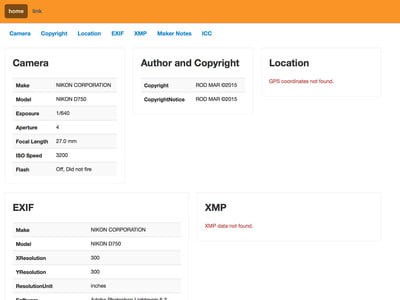 home link
Camera Copyright Location EXIF XMP Maker Notes ICC
Camera
Make NIKON CORPORATION
Model NIKON D750
Exposure 1/640
Aperture 4
Focal Length 27.0 mm
ISO Speed 3200
Flash Off, Did not fire
Author and Copyright
Copyright ROD MAR ©2015
CopyrightNotice ROD MAR ©2015
Location
GPS coordinates not found.
EXIF
Make NIKON CORPORATION
Model NIKON D750
XResolution 300
YResolution 300
ResolutionUnit inches
XMP
XMP data not found.